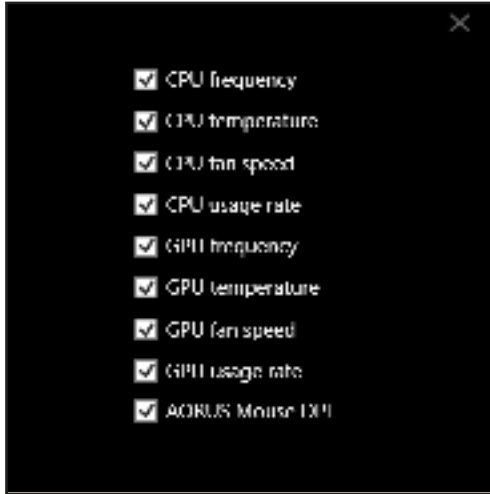 CPU frequency
CPU temperature
CPU fan speed
CPU usage rate
GPU frequency
GPU temperature
GPU fan speed
GPU usage rate
AORUS Mouse DPI